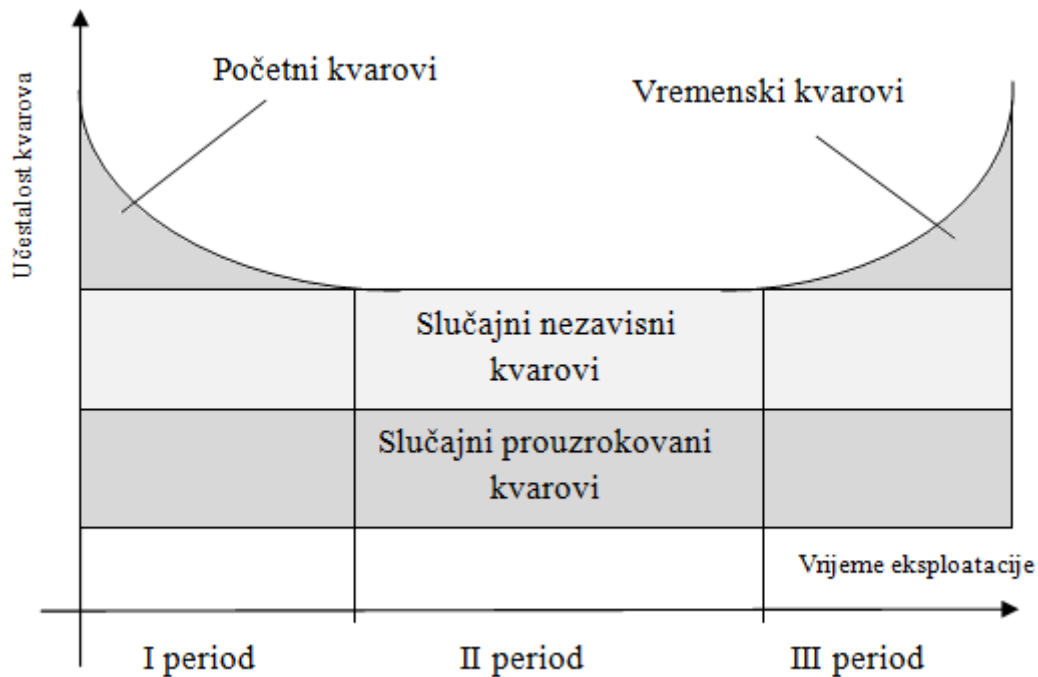 Učestalost kvarova
Početni kvarovi
Vremenski kvarovi
Slučajni nezavisni
kvarovi
Slučajni prouzrokovani
kvarovi
Vrijeme eksploatacije
I period
II period
III period